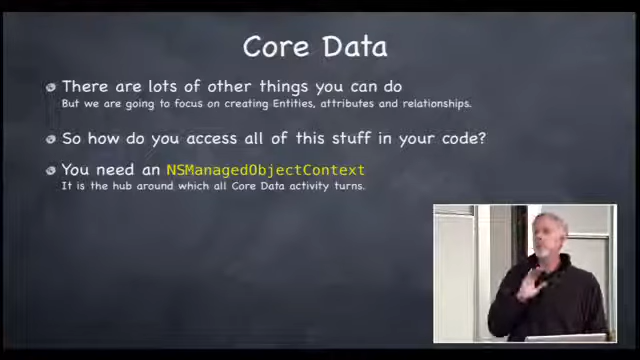 Core Data
There are lots of other things you can do
But we are going to focus on creating Entities, attributes and relationships.
So how do you access all of this stuff in your code?
You need an NSManagedObjectContext
It is the hub around which all Core Data activity turns.